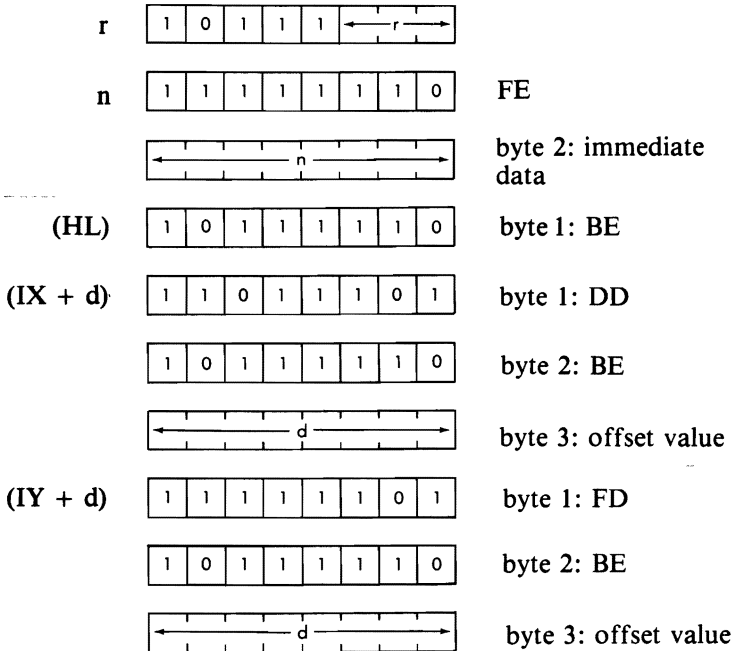 r 1 0 1 1 1 r
n 1 1 1 1 1 1 1 0 FE
n byte 2: immediate
data
(HL) 1 0 1 1 1 1 1 0 byte 1: BE
(IX + d) 1 1 0 1 1 1 0 1 byte 1: DD
1 0 1 1 1 1 1 0 byte 2: BE
d byte 3: offset value
(IY + d) 1 1 1 1 1 1 0 1 byte 1: FD
1 0 1 1 1 1 1 0 byte 2: BE
d byte 3: offset value